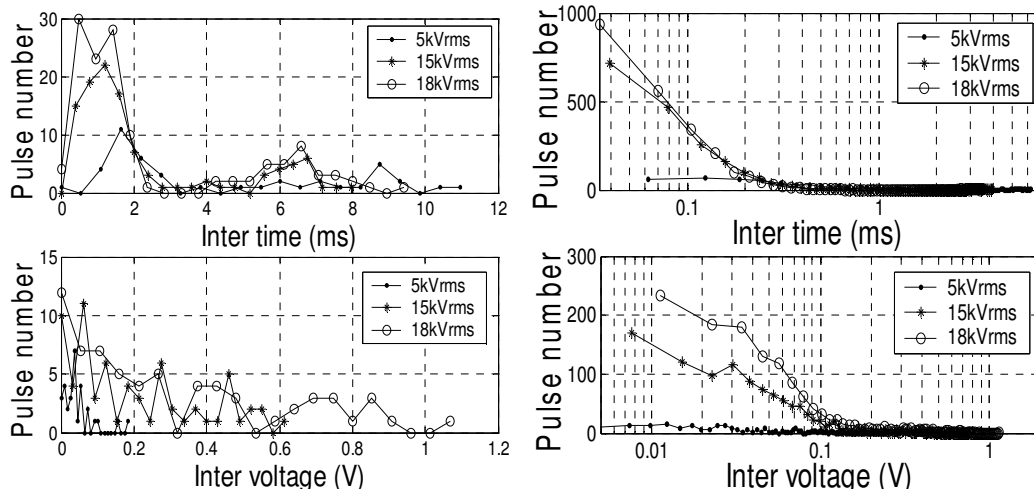 30
20
10
0
Pulse number
0 2 4 6 8 10 12
Inter time (ms)
5kVrms
15kVrms
18kVrms
1000
500
0
Pulse number
0.1 1
Inter time (ms)
5kVrms
15kVrms
18kVrms
15
10
5
0
Pulse number
0 0.2 0.4 0.6 0.8 1 1.2
Inter voltage (V)
5kVrms
15kVrms
18kVrms
300
200
100
0
Pulse number
0.01 0.1 1
Inter voltage (V)
5kVrms
15kVrms
18kVrms